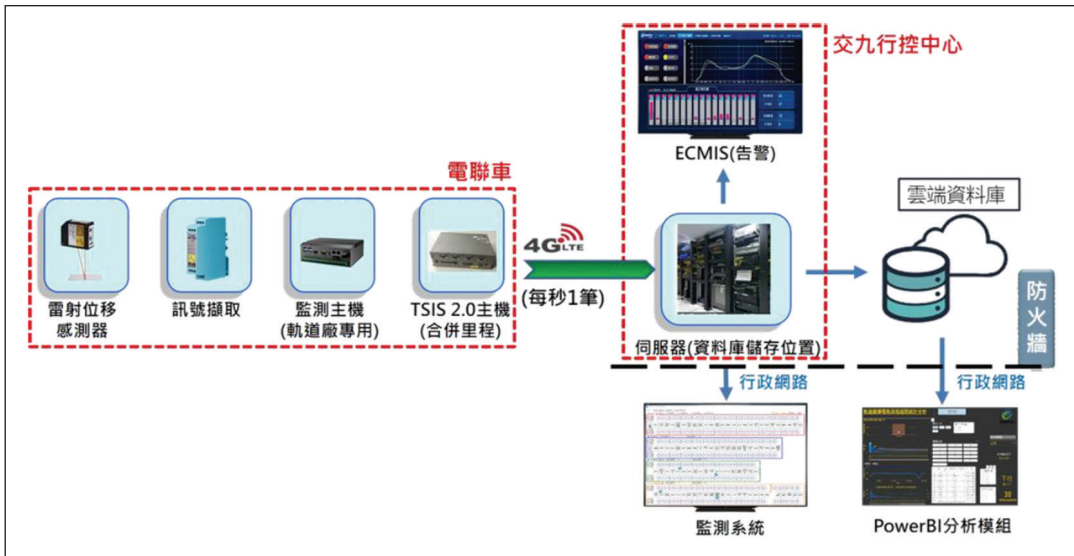 交九行控中心
ECMIS(告警)
電聯車
雷射位移
感測器
訊號擷取
監測主機
(軌道廠專用)
TSIS 2.0主機
(合併里程)
4G LTE
(每秒1筆)
伺服器(資料庫儲存位置)
雲端資料庫
防火牆
行政網路
行政網路
監測系統
PowerBI分析模組